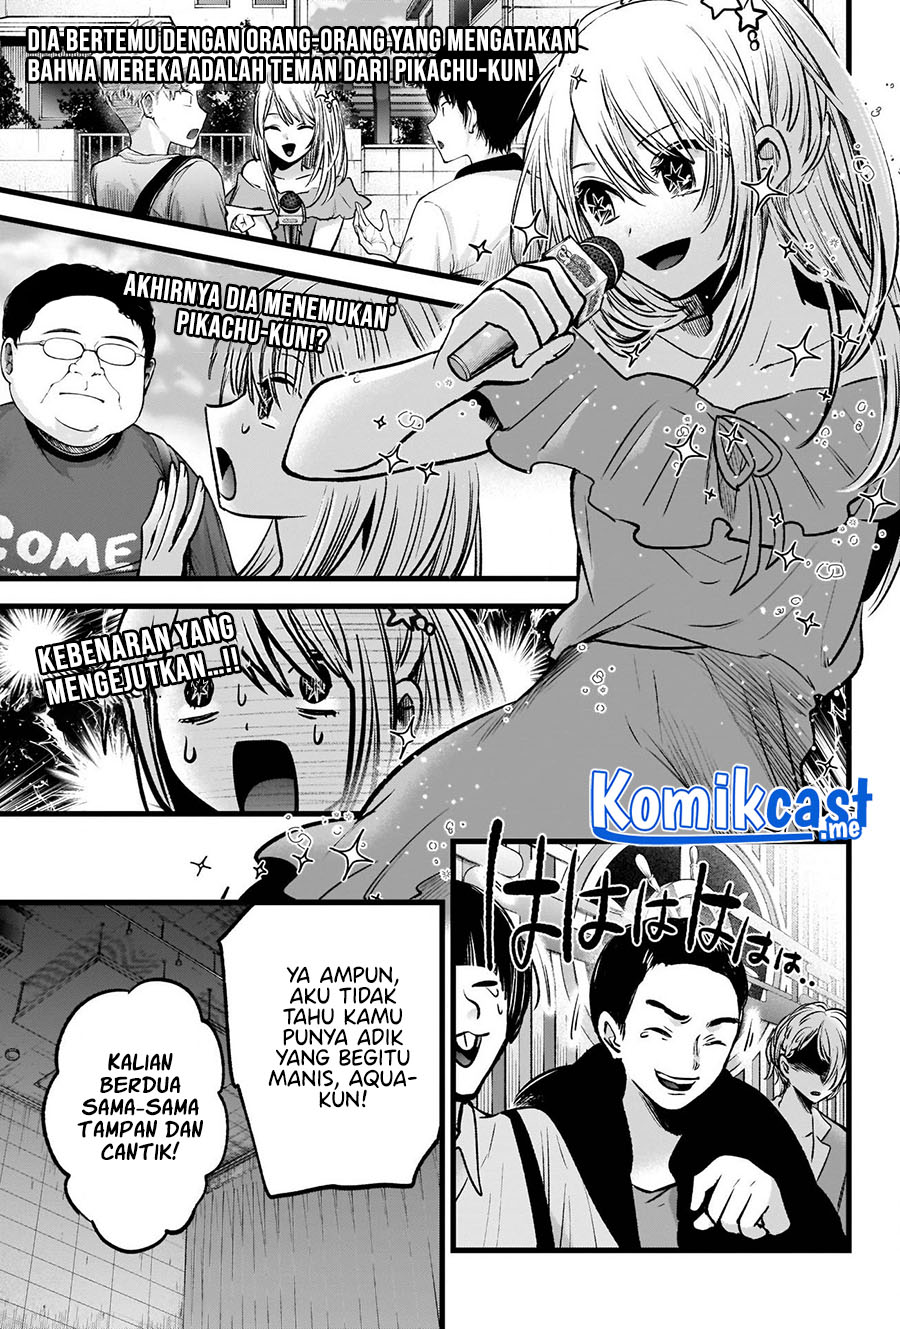 DIA BERTEMU DENGAN ORANG-ORANG YANG MENGATAKAN
BAHWA MEREKA ADALAH TEMAN DARI PIKACHU-KUN!
AKHIRNYA DIA MENEMUKAN
PIKACHU-KUN!?
COME
KEBENARAN YANG
MENGEJUTKAN...!!
Komikcast
.me
はははははは..
YA AMPUN,
AKU TIDAK
TAHU KAMU
PUNYA ADIK
YANG BEGITU
MANIS, AQUA-
KUN!
KALIAN
BERDUA
SAMA-SAMA
TAMPAN DAN
CANTIK!